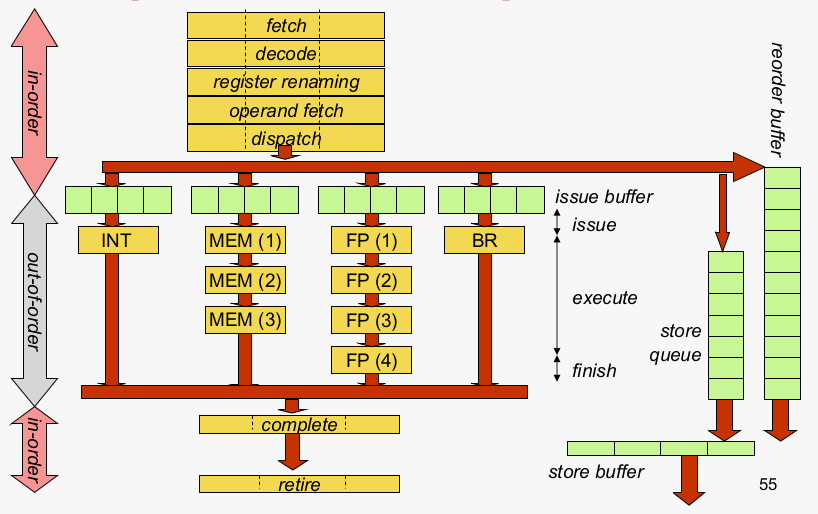 fetch
decode
register renaming
operand fetch
dispatch
in-order
reorder buffer
issue buffer
issue
INT
MEM (1)
FP (1)
BR
MEM (2)
FP (2)
out-of-order
execute
MEM (3)
FP (3)
store
queue
FP (4)
finish
in-order
complete
store buffer
retire
55